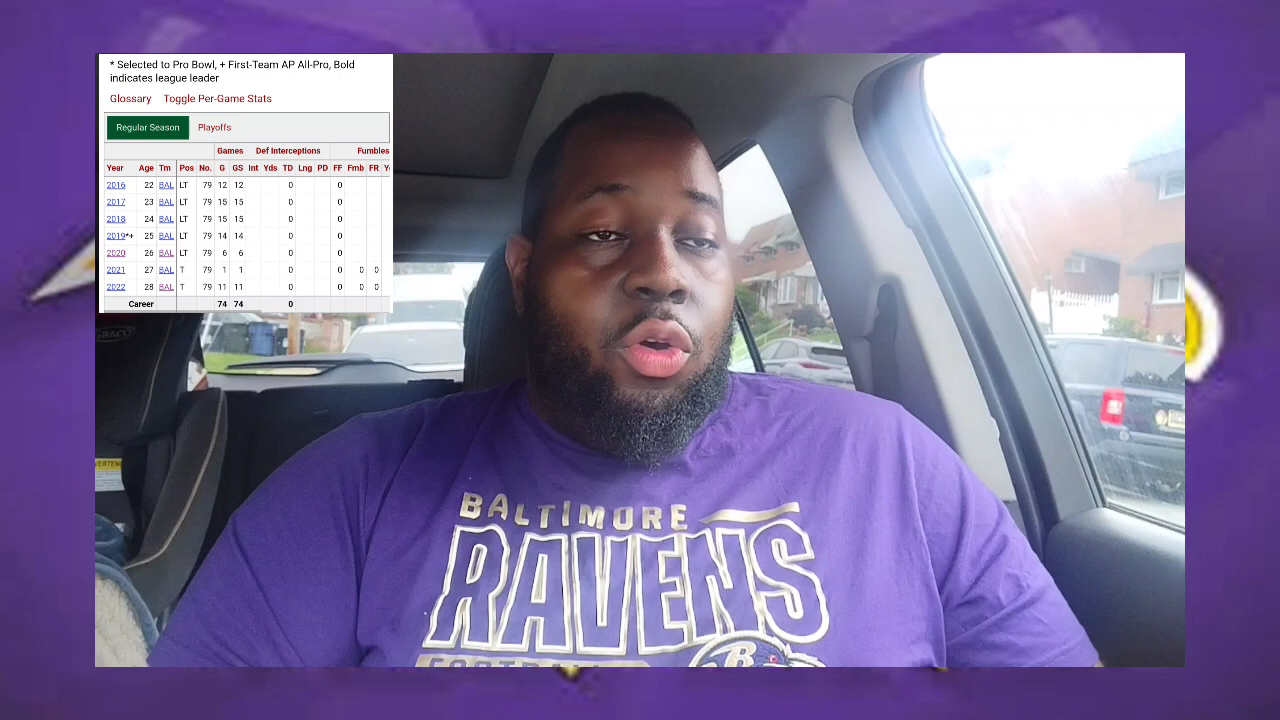 * Selected to Pro Bowl, + First-Team AP All-Pro, Bold
indicates league leader
Glossary Toggle Per-Game Stats
Regular Season Playoffs
Games Def Interceptions Fumbles
Year Age Tm Pos No. G GS Int Yds TD Lng PD FF Fmb FR
2016 22 BAL LT 79 12 12 0 0
2017 23 BAL LT 79 15 15 0 0
2018 24 BAL LT 79 15 15 0 0
2019*+ 25 BAL LT 79 14 14 0 0
2020 26 BAL LT 79 6 6 0 0
2021 27 BAL T 79 1 1 0 0 0 0
2022 28 BAL T 79 11 11 0 0 0 0
Career 74 74 0
GRACO
BALTIMORE
RAVENS
FOOTBALL
B